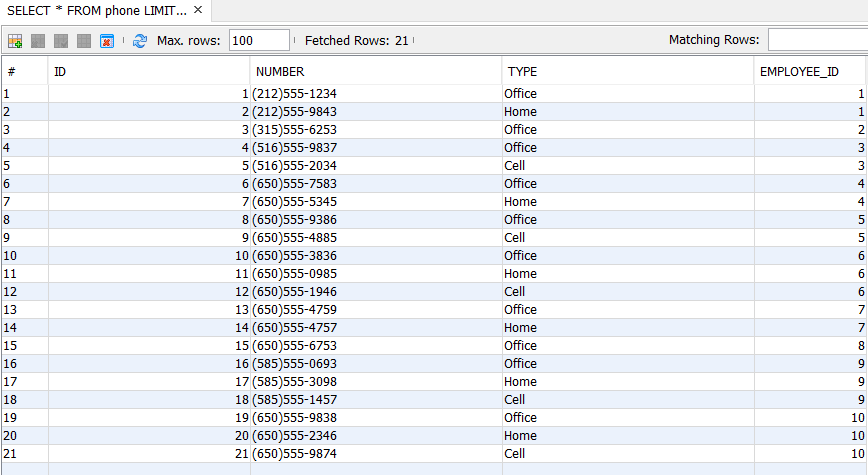 SELECT * FROM phone LIMIT... ×
Max. rows: 100 Fetched Rows: 21 Matching Rows:
# ID NUMBER TYPE EMPLOYEE_ID
1 1 (212)555-1234 Office 1
2 2 (212)555-9843 Home 1
3 3 (315)555-6253 Office 2
4 4 (516)555-9837 Office 3
5 5 (516)555-2034 Cell 3
6 6 (650)555-7583 Office 4
7 7 (650)555-5345 Home 4
8 8 (650)555-9386 Office 5
9 9 (650)555-4885 Cell 5
10 10 (650)555-3836 Office 6
11 11 (650)555-0985 Home 6
12 12 (650)555-1946 Cell 6
13 13 (650)555-4759 Office 7
14 14 (650)555-4757 Home 7
15 15 (650)555-6753 Office 8
16 16 (585)555-0693 Office 9
17 17 (585)555-3098 Home 9
18 18 (585)555-1457 Cell 9
19 19 (650)555-9838 Office 10
20 20 (650)555-2346 Home 10
21 21 (650)555-9874 Cell 10